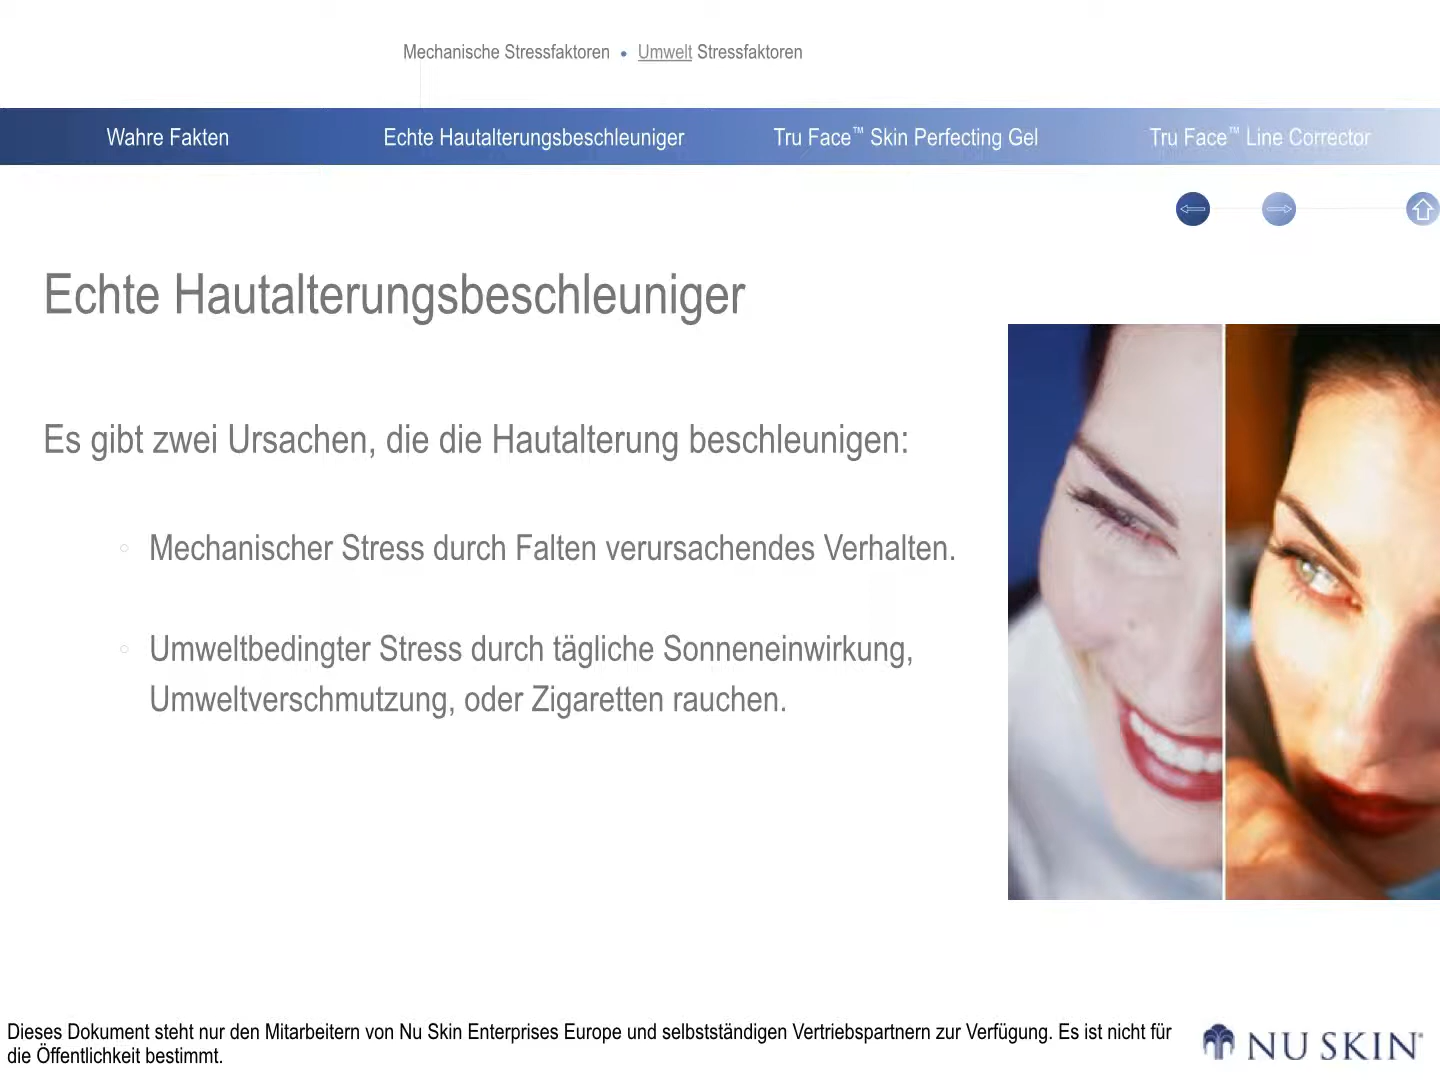 Mechanische Stressfaktoren • Umwelt Stressfaktoren
Wahre Fakten
Echte Hautalterungsbeschleuniger
Tru Face™ Skin Perfecting Gel
Tru Face™ Line Corrector
Echte Hautalterungsbeschleuniger
Es gibt zwei Ursachen, die die Hautalterung beschleunigen:
Mechanischer Stress durch Falten verursachendes Verhalten.
Umweltbedingter Stress durch tägliche Sonneneinwirkung,
Umweltverschmutzung, oder Zigaretten rauchen.
Dieses Dokument steht nur den Mitarbeitern von Nu Skin Enterprises Europe und selbstständigen Vertriebspartnern zur Verfügung. Es ist nicht für
die Öffentlichkeit bestimmt.
NU SKIN®